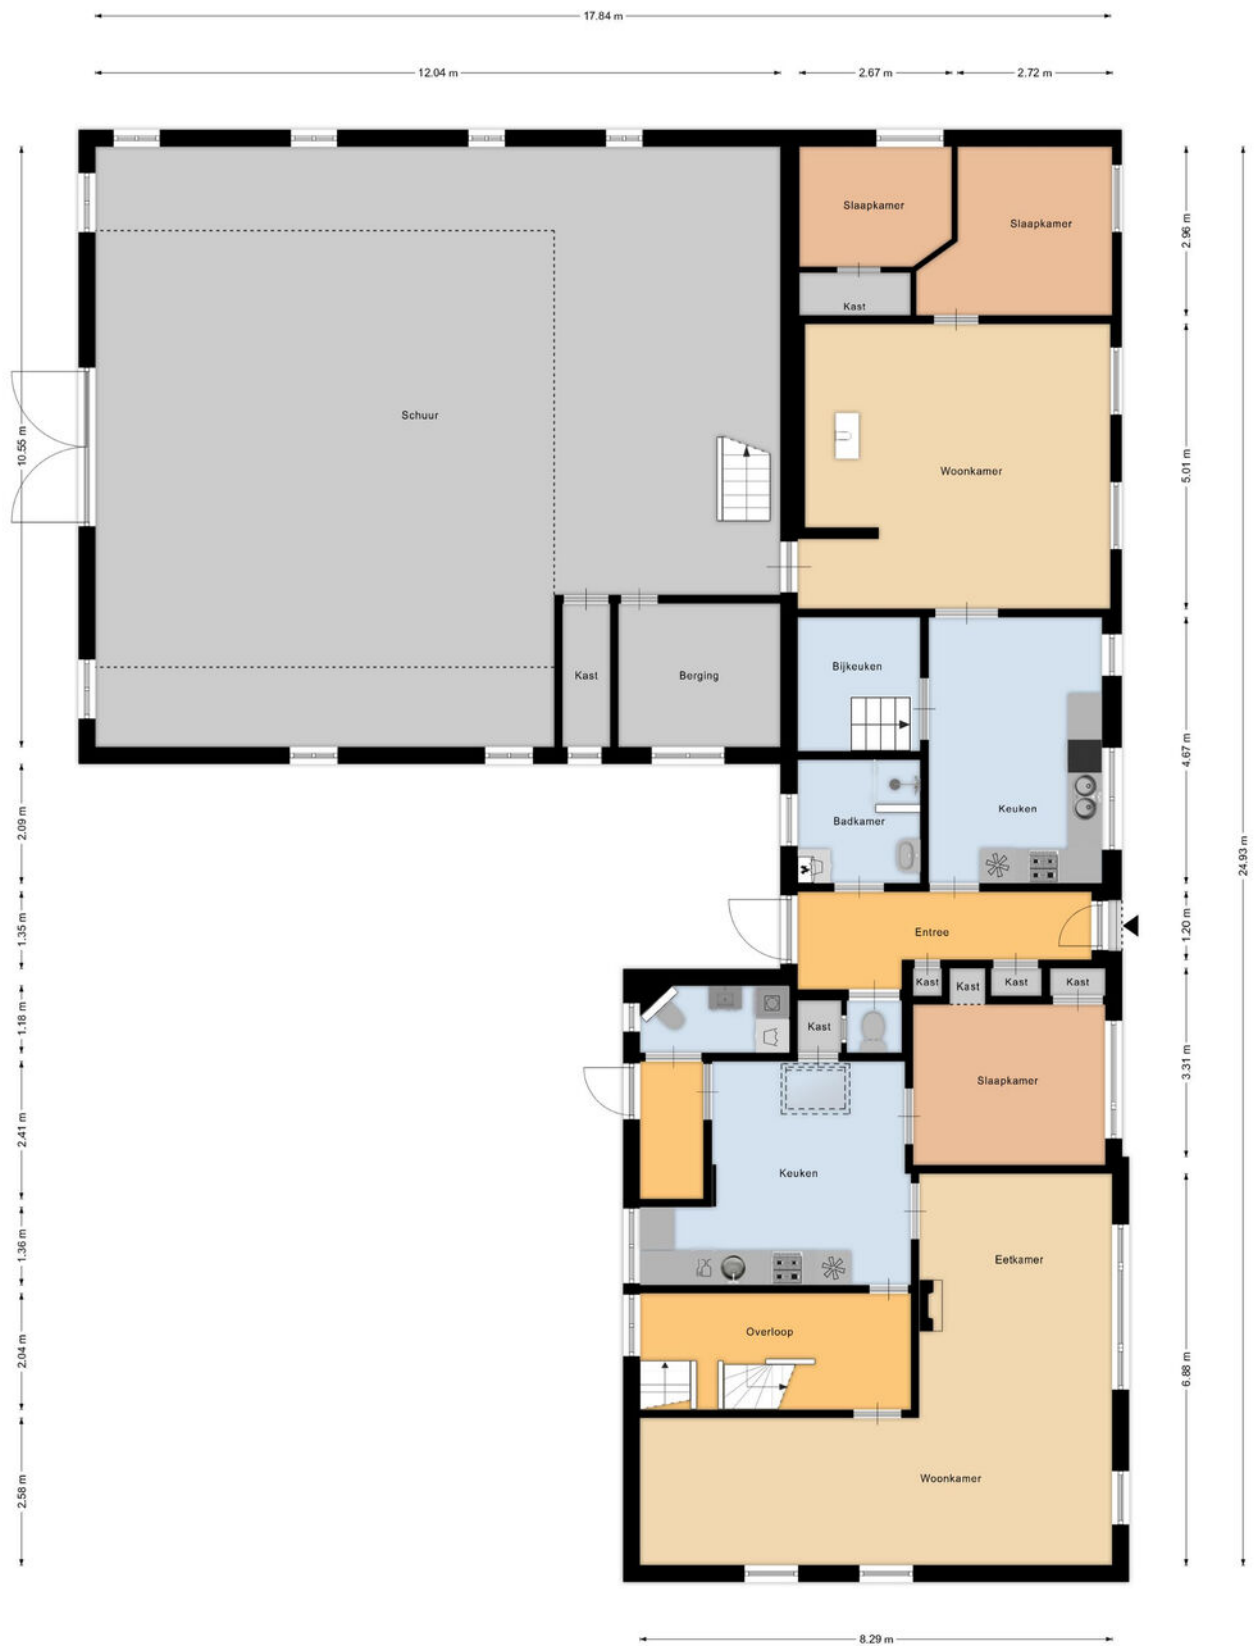 17.84 m
12.04 m
2.67 m
2.72 m
Slaapkamer
Slaapkamer
2.96 m
Kast
Schuur
10.55 m
Woonkamer
5.01 m
Bijkeuken
Kast
Berging
4.67 m
Keuken
Badkamer
2.09 m
24.93 m
Entree
1.35 m
1.20 m
Kast
Kast
Kast
Kast
1.18 m
Kast
3.31 m
Slaapkamer
2.41 m
Keuken
1.36 m
Eetkamer
Overloop
2.04 m
6.88 m
Woonkamer
2.58 m
8.29 m